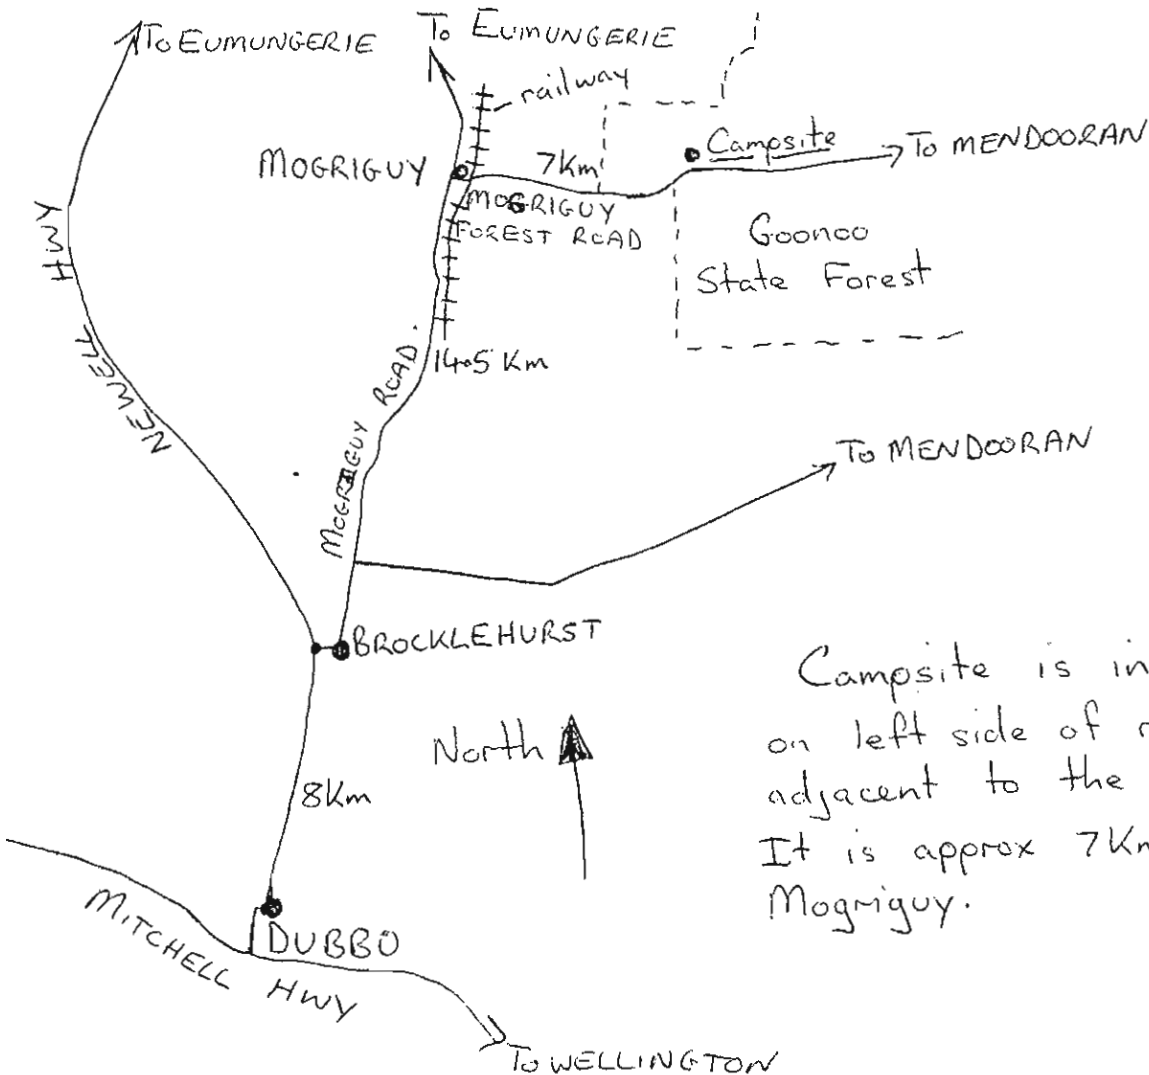 To EUMUNGERIE
To EUMUNGERIE
railway
Campsite
To MENDOORAN
MOGRIGUY
7Km
MOGRIGUY
FOREST ROAD
Goonoo
State Forest
NEWELL HWY
14.5 Km
MOGRIGUY ROAD.
To MENDOORAN
BROCKLEHURST
North
8Km
Campsite is in
on left side of r
adjacent to the
It is approx 7Km
Mogriguy.
DUBBO
MITCHELL HWY
To WELLINGTON